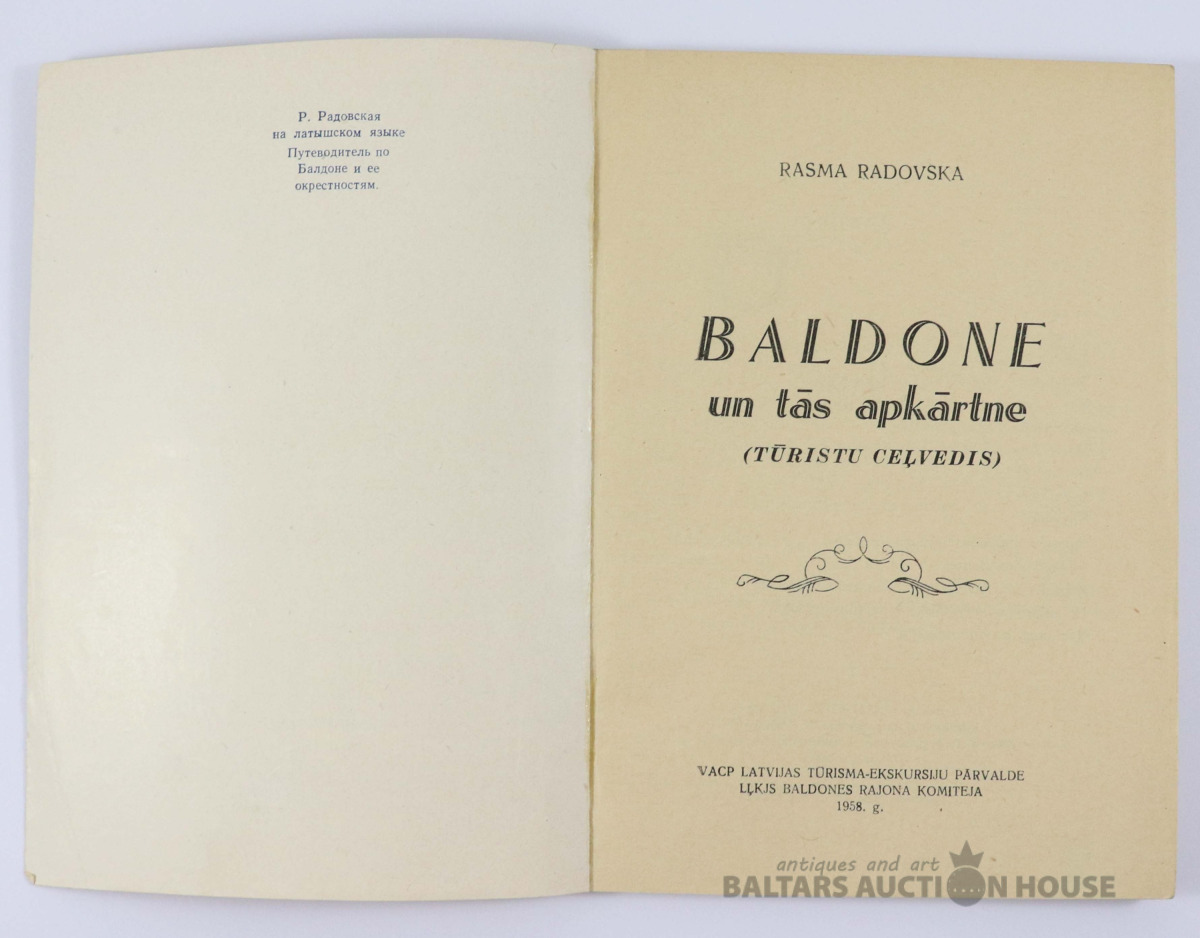 Р. Радовская
на латышском языке
Путеводитель по
Балдоне и ее
окрестностям.
RASMA RADOVSKA
BALDONE
un tās apkārtne
(TŪRISTU CEĻVEDIS)
VACP LATVIJAS TŪRISMA-EKSKURSIJU PĀRVALDE
LĻKJS BALDONES RAJONA KOMITEJA
1958. g.
antiques and art
BALTARS AUCTION HOUSE